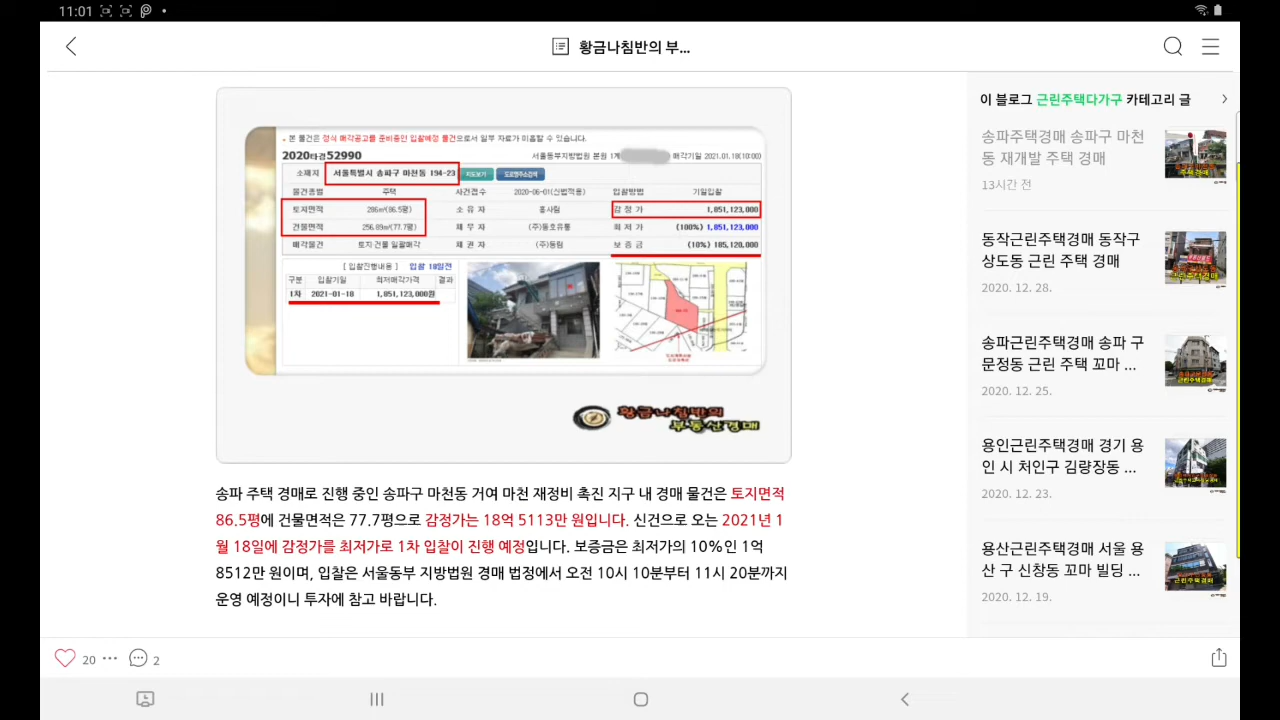 11:01
황금나침반의 부...
본 물건은 정식 매각공고를 준비중인 입찰예정 물건으로서 일부 자료가 미흡할 수 있습니다.
2020타경52990
서울동부지방법원 본원 1계
매각기일 2021.01.18(10:00)
소재지 서울특별시 송파구 마천동 194-23 지도보기 도로명주소검색
물건종별 주택 사건접수 2020-06-01(신법적용) 입찰방법 기일입찰
토지면적 286㎡(86.5평) 소유자 홍사림 감정가 1,851,123,000
건물면적 256.89㎡(77.7평) 채무자 (주)동호유통 최저가 (100%) 1,851,123,000
매각물건 토지·건물 일괄매각 채권자 (주)동림 보증금 (10%) 185,120,000
[ 입찰진행내용 ] 입찰 18일전
구분 입찰기일 최저매각가격 결과
1차 2021-01-18 1,851,123,000원
황금나침반의
부동산경매
송파 주택 경매로 진행 중인 송파구 마천동 거여 마천 재정비 촉진 지구 내 경매 물건은 토지면적
86.5평에 건물면적은 77.7평으로 감정가는 18억 5113만 원입니다. 신건으로 오는 2021년 1
월 18일에 감정가를 최저가로 1차 입찰이 진행 예정입니다. 보증금은 최저가의 10%인 1억
8512만 원이며, 입찰은 서울동부 지방법원 경매 법정에서 오전 10시 10분부터 11시 20분까지
운영 예정이니 투자에 참고 바랍니다.
이 블로그 근린주택다가구 카테고리 글
송파주택경매 송파구 마천
동 재개발 주택 경매
13시간 전
동작근린주택경매 동작구
상도동 근린 주택 경매
2020. 12. 28.
송파근린주택경매 송파 구
문정동 근린 주택 꼬마 ...
2020. 12. 25.
용인근린주택경매 경기 용
인 시 처인구 김량장동 ...
2020. 12. 23.
용산근린주택경매 서울 용
산 구 신창동 꼬마 빌딩 ...
2020. 12. 19.
20
2